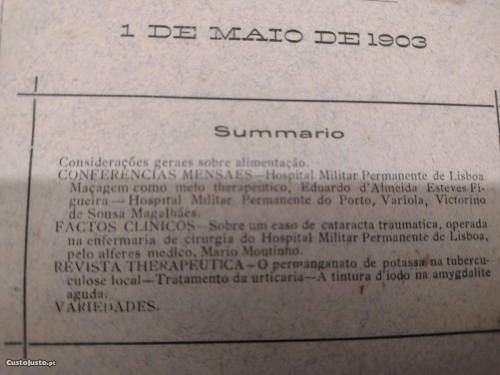 1 DE MAIO DE 1903
Summario
Considerações geraes sobre alimentação.
CONFERENCIAS MENSAES—Hospital Militar Permanente de Lisboa
Maçagem como meio therapeutico, Eduardo d'Almeida Esteves Fi-
gueira—Hospital Militar Permanente do Porto, Variola, Victorino
de Sousa Magalhães.
FACTOS CLINICOS—Sobre um caso de cataracta traumatica, operada
na enfermaria de cirurgia do Hospital Militar Permanente de Lisboa,
pelo alferes medico, Mario Moutinho.
REVISTA THERAPEUTICA—O permanganato de potassa na tubercu-
culose local—Tratamento da urticaria—A tintura d'iodo na amygdalite
aguda.
VARIEDADES.
CustoJusto.pt